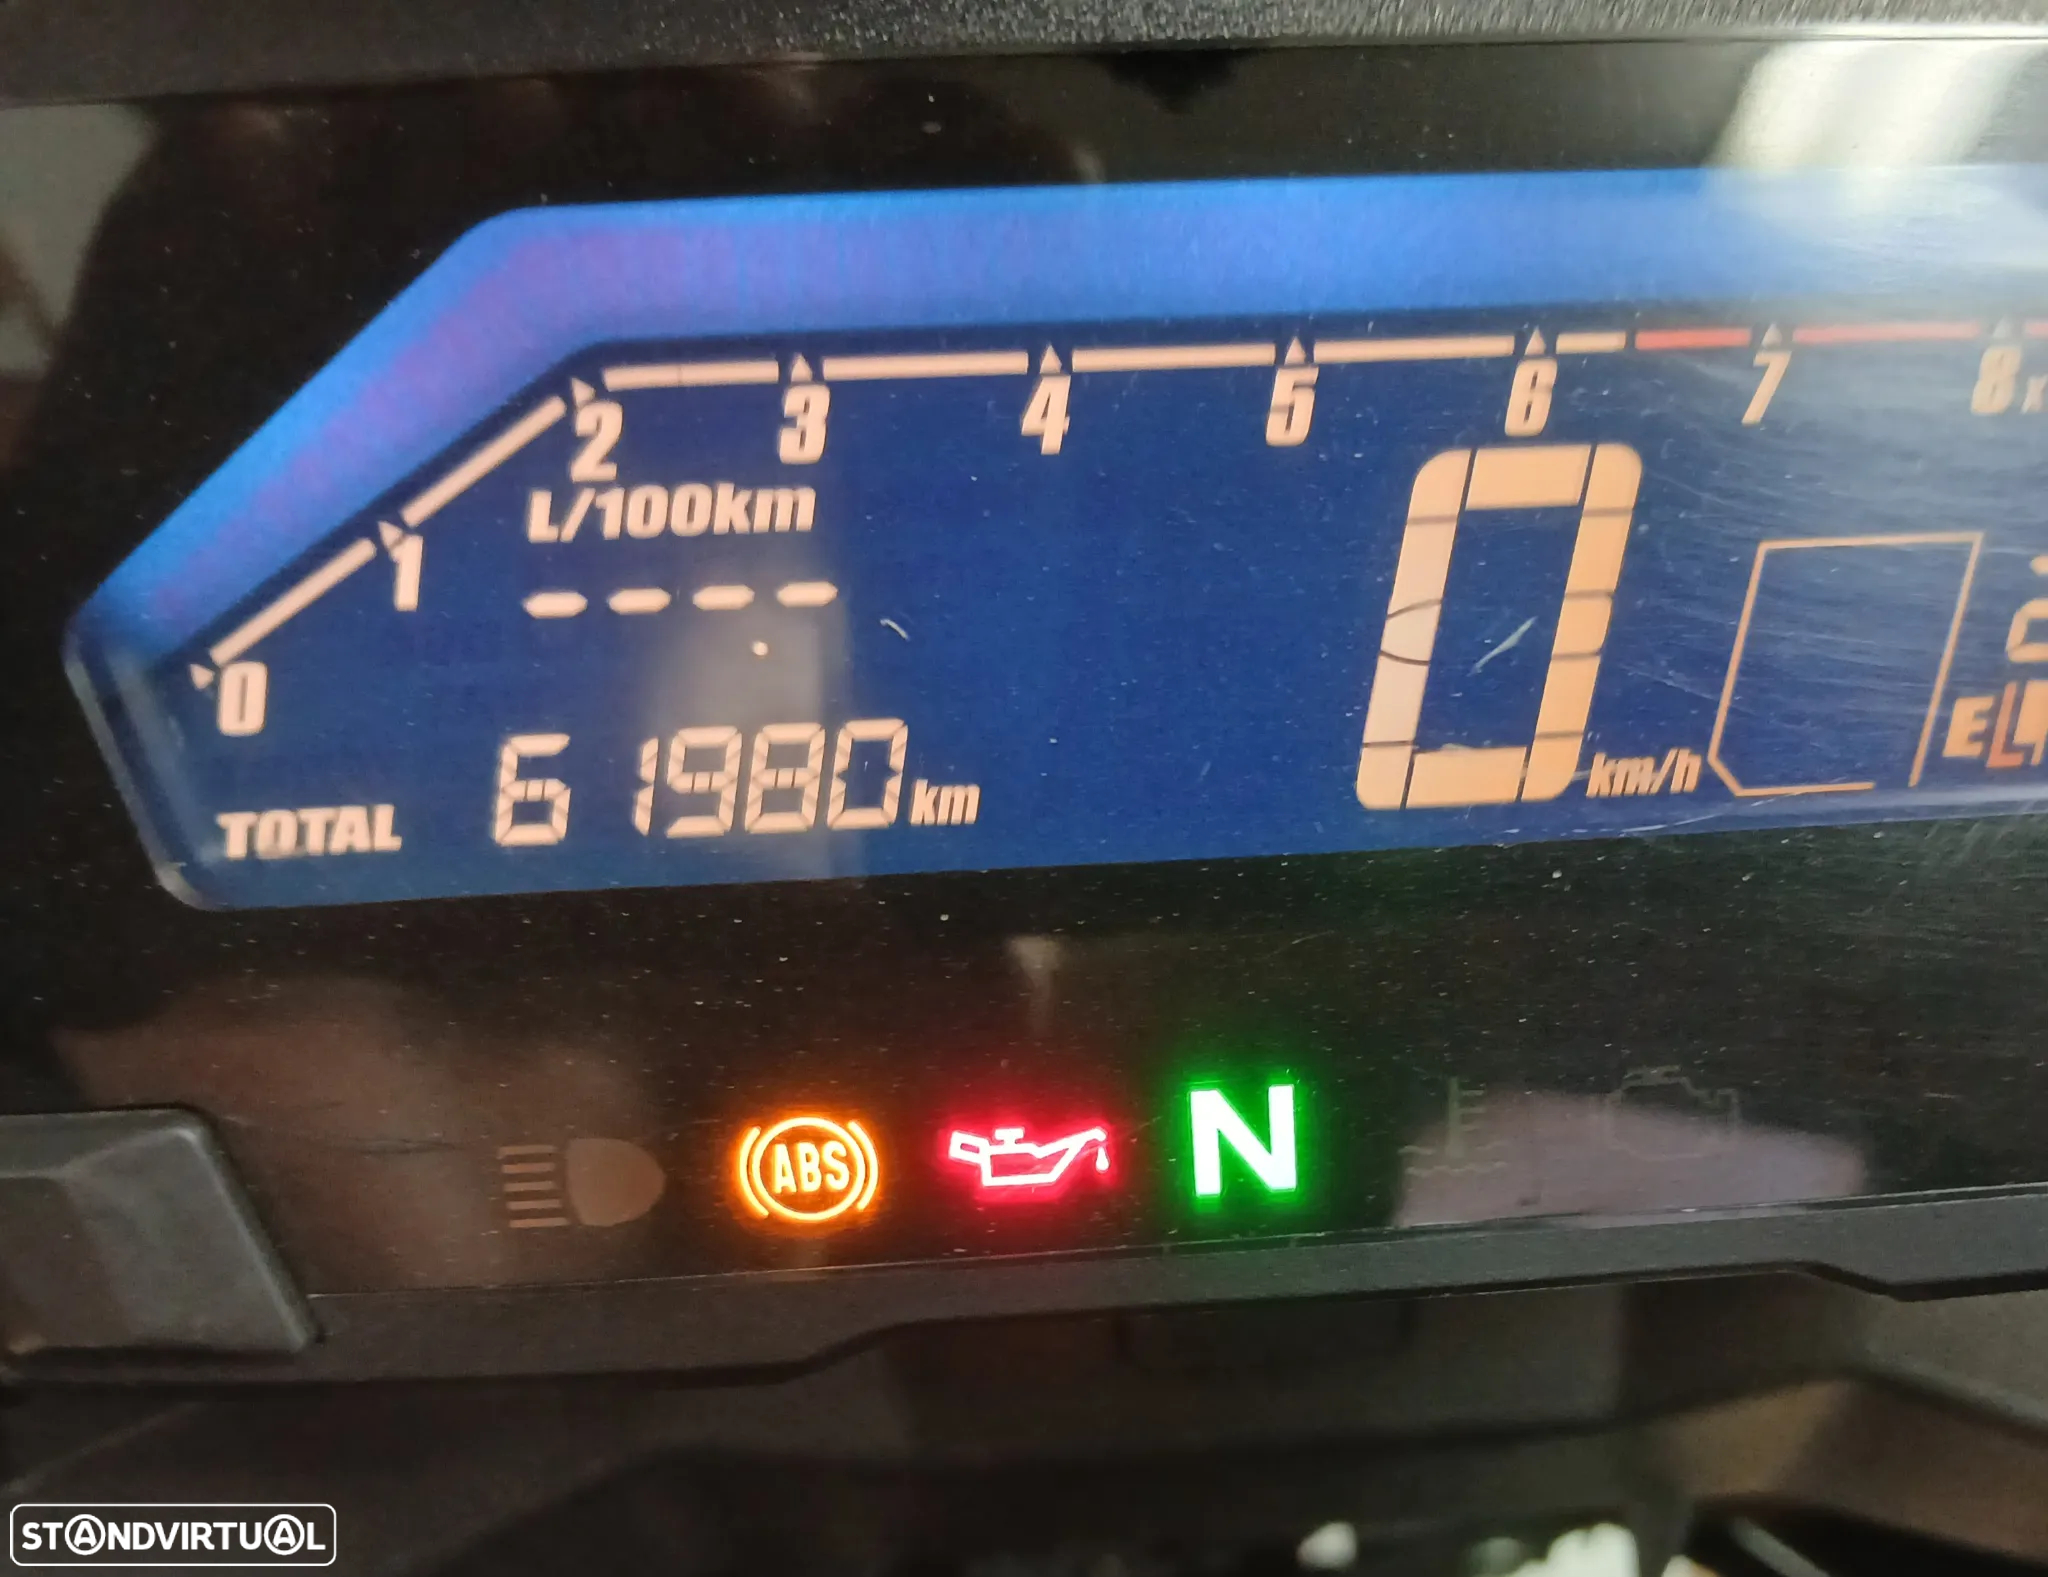 0 1 2 3 4 5 6 7 8 x
L/100km
----
0 km/h
E
TOTAL 61980 km
ABS N
STANDVIRTUAL